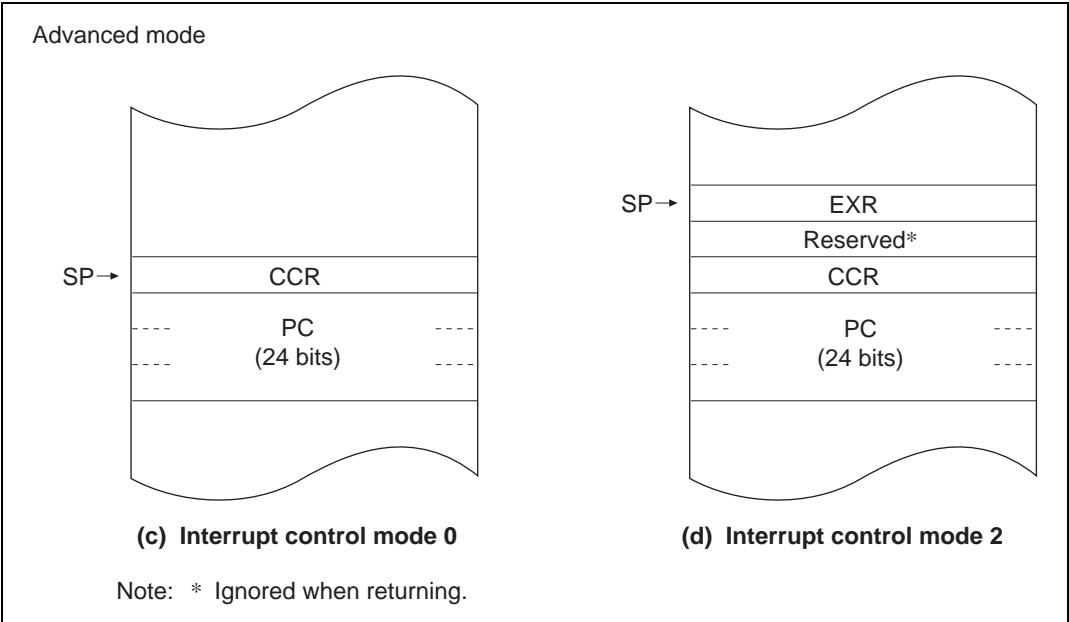 Advanced mode
SP→
CCR
PC
(24 bits)
(c) Interrupt control mode 0
SP→
EXR
Reserved*
CCR
PC
(24 bits)
(d) Interrupt control mode 2
Note: * Ignored when returning.